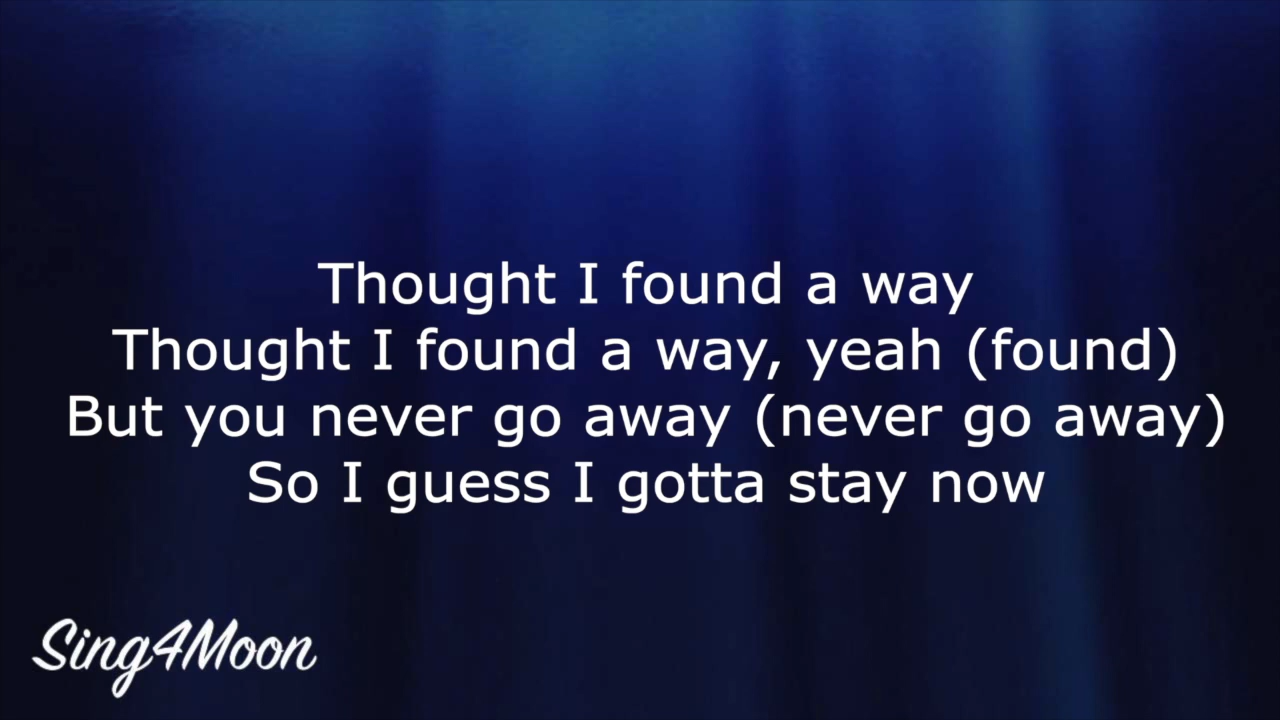 Thought I found a way
Thought I found a way, yeah (found)
But you never go away (never go away)
So I guess I gotta stay now
Sing4Moon